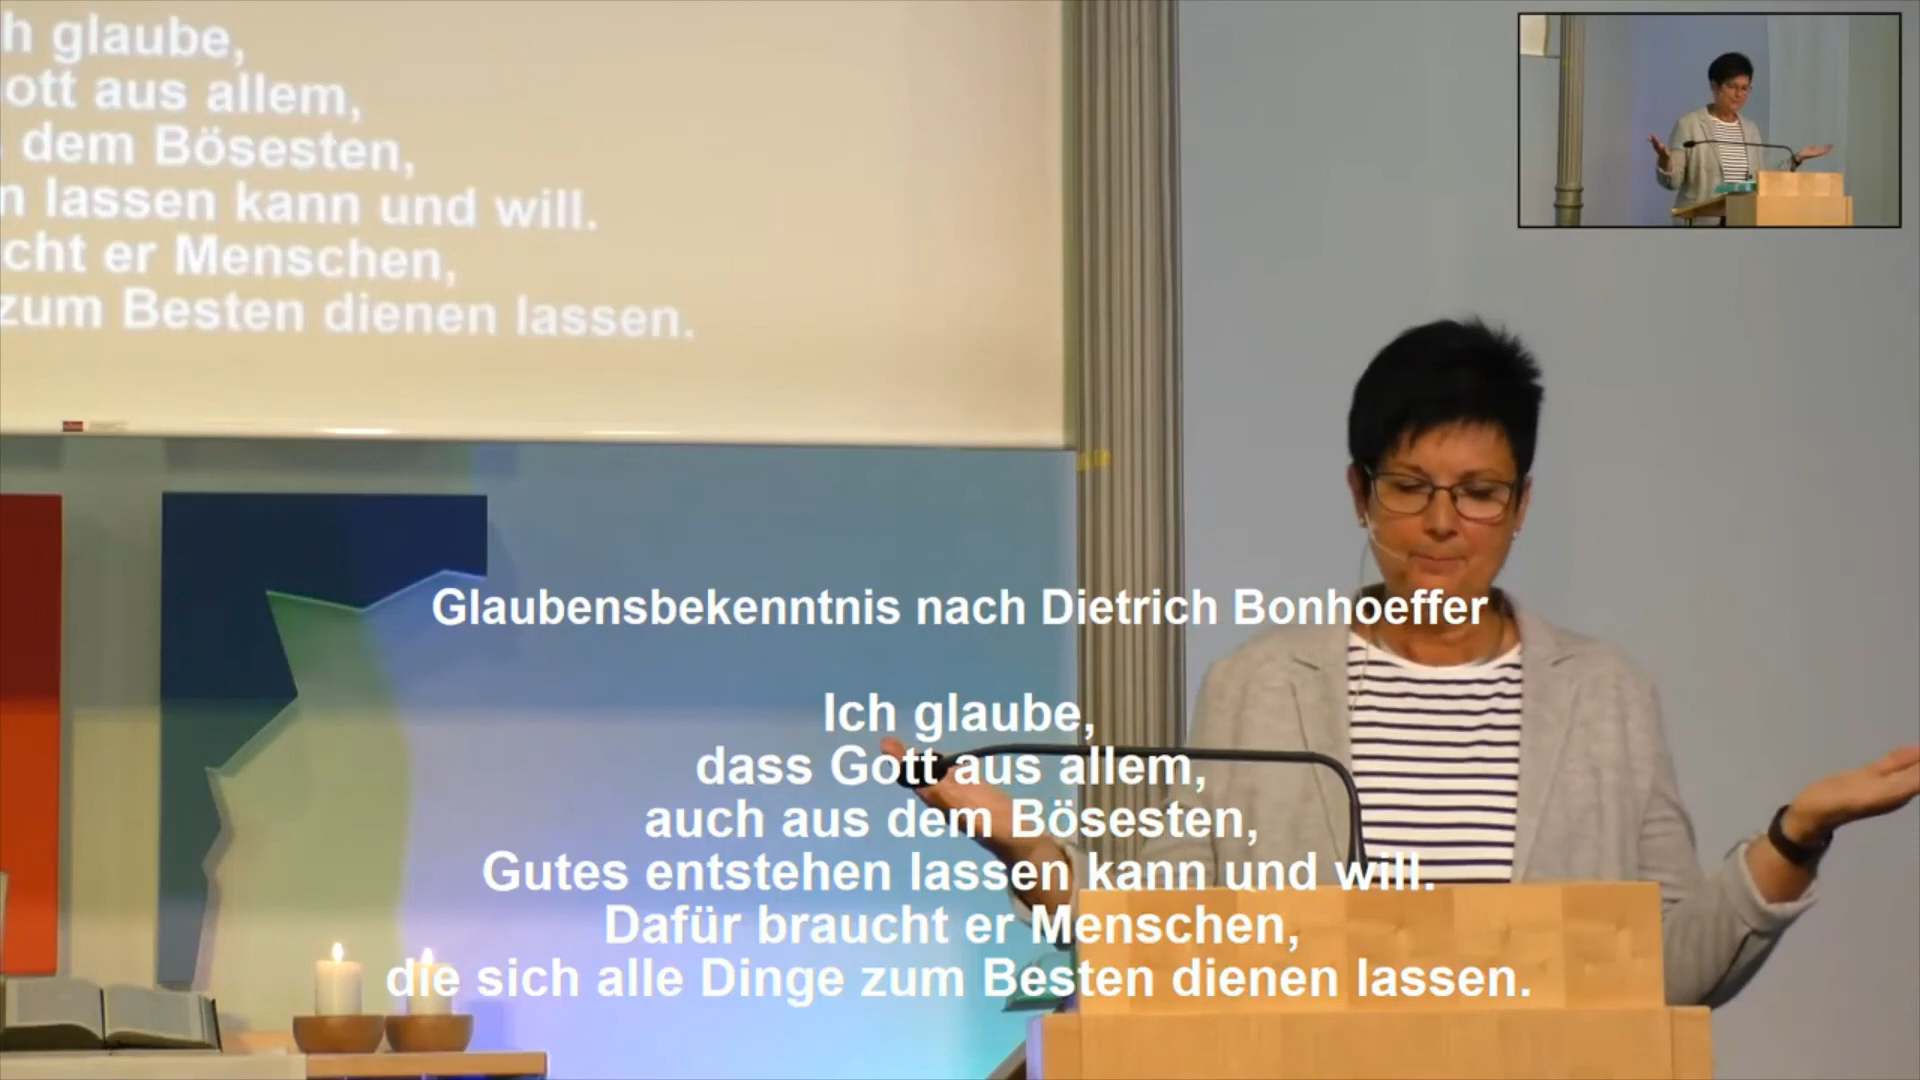 h glaube,
ott aus allem,
dem Bösesten,
n lassen kann und will.
cht er Menschen,
zum Besten dienen lassen.
Glaubensbekenntnis nach Dietrich Bonhoeffer
Ich glaube,
dass Gott aus allem,
auch aus dem Bösesten,
Gutes entstehen lassen kann und will.
Dafür braucht er Menschen,
die sich alle Dinge zum Besten dienen lassen.